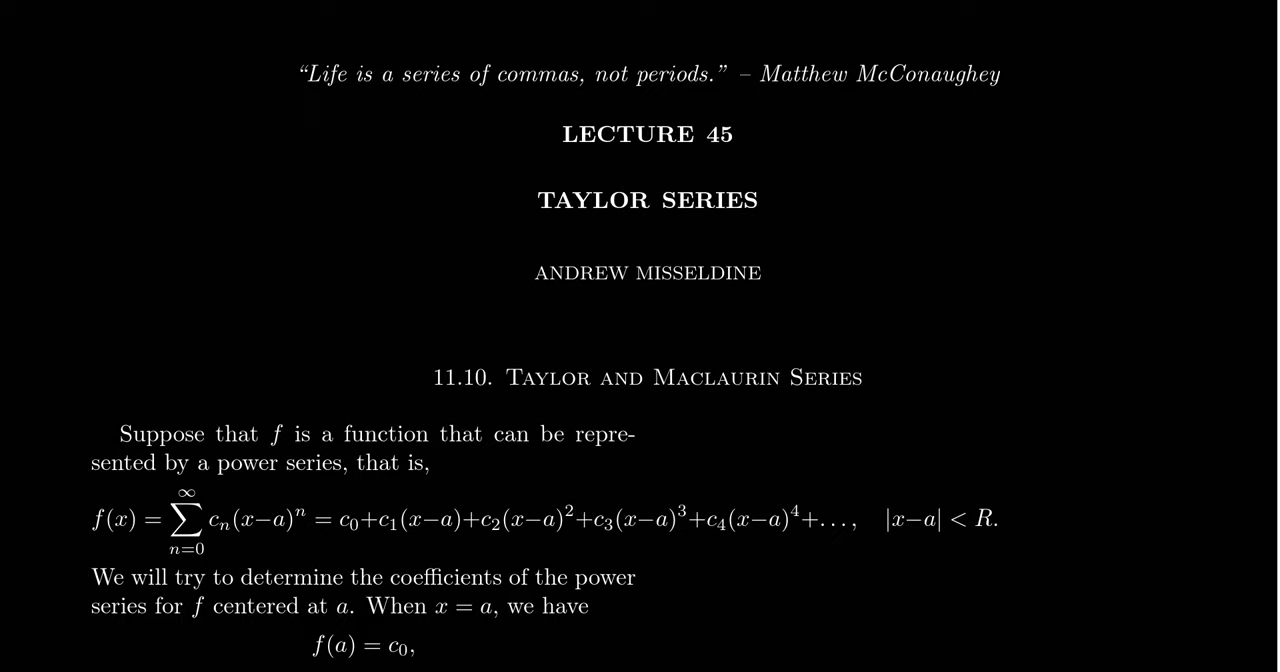 “Life is a series of commas, not periods.” – Matthew McConaughey
LECTURE 45
TAYLOR SERIES
ANDREW MISSELDINE
11.10. Taylor and Maclaurin Series
Suppose that f is a function that can be repre-
sented by a power series, that is,
f(x) = ∑_{n=0}^{∞} c_n(x−a)^n = c_0+c_1(x−a)+c_2(x−a)^2+c_3(x−a)^3+c_4(x−a)^4+..., |x−a| < R.
We will try to determine the coefficients of the power
series for f centered at a. When x = a, we have
f(a) = c_0,